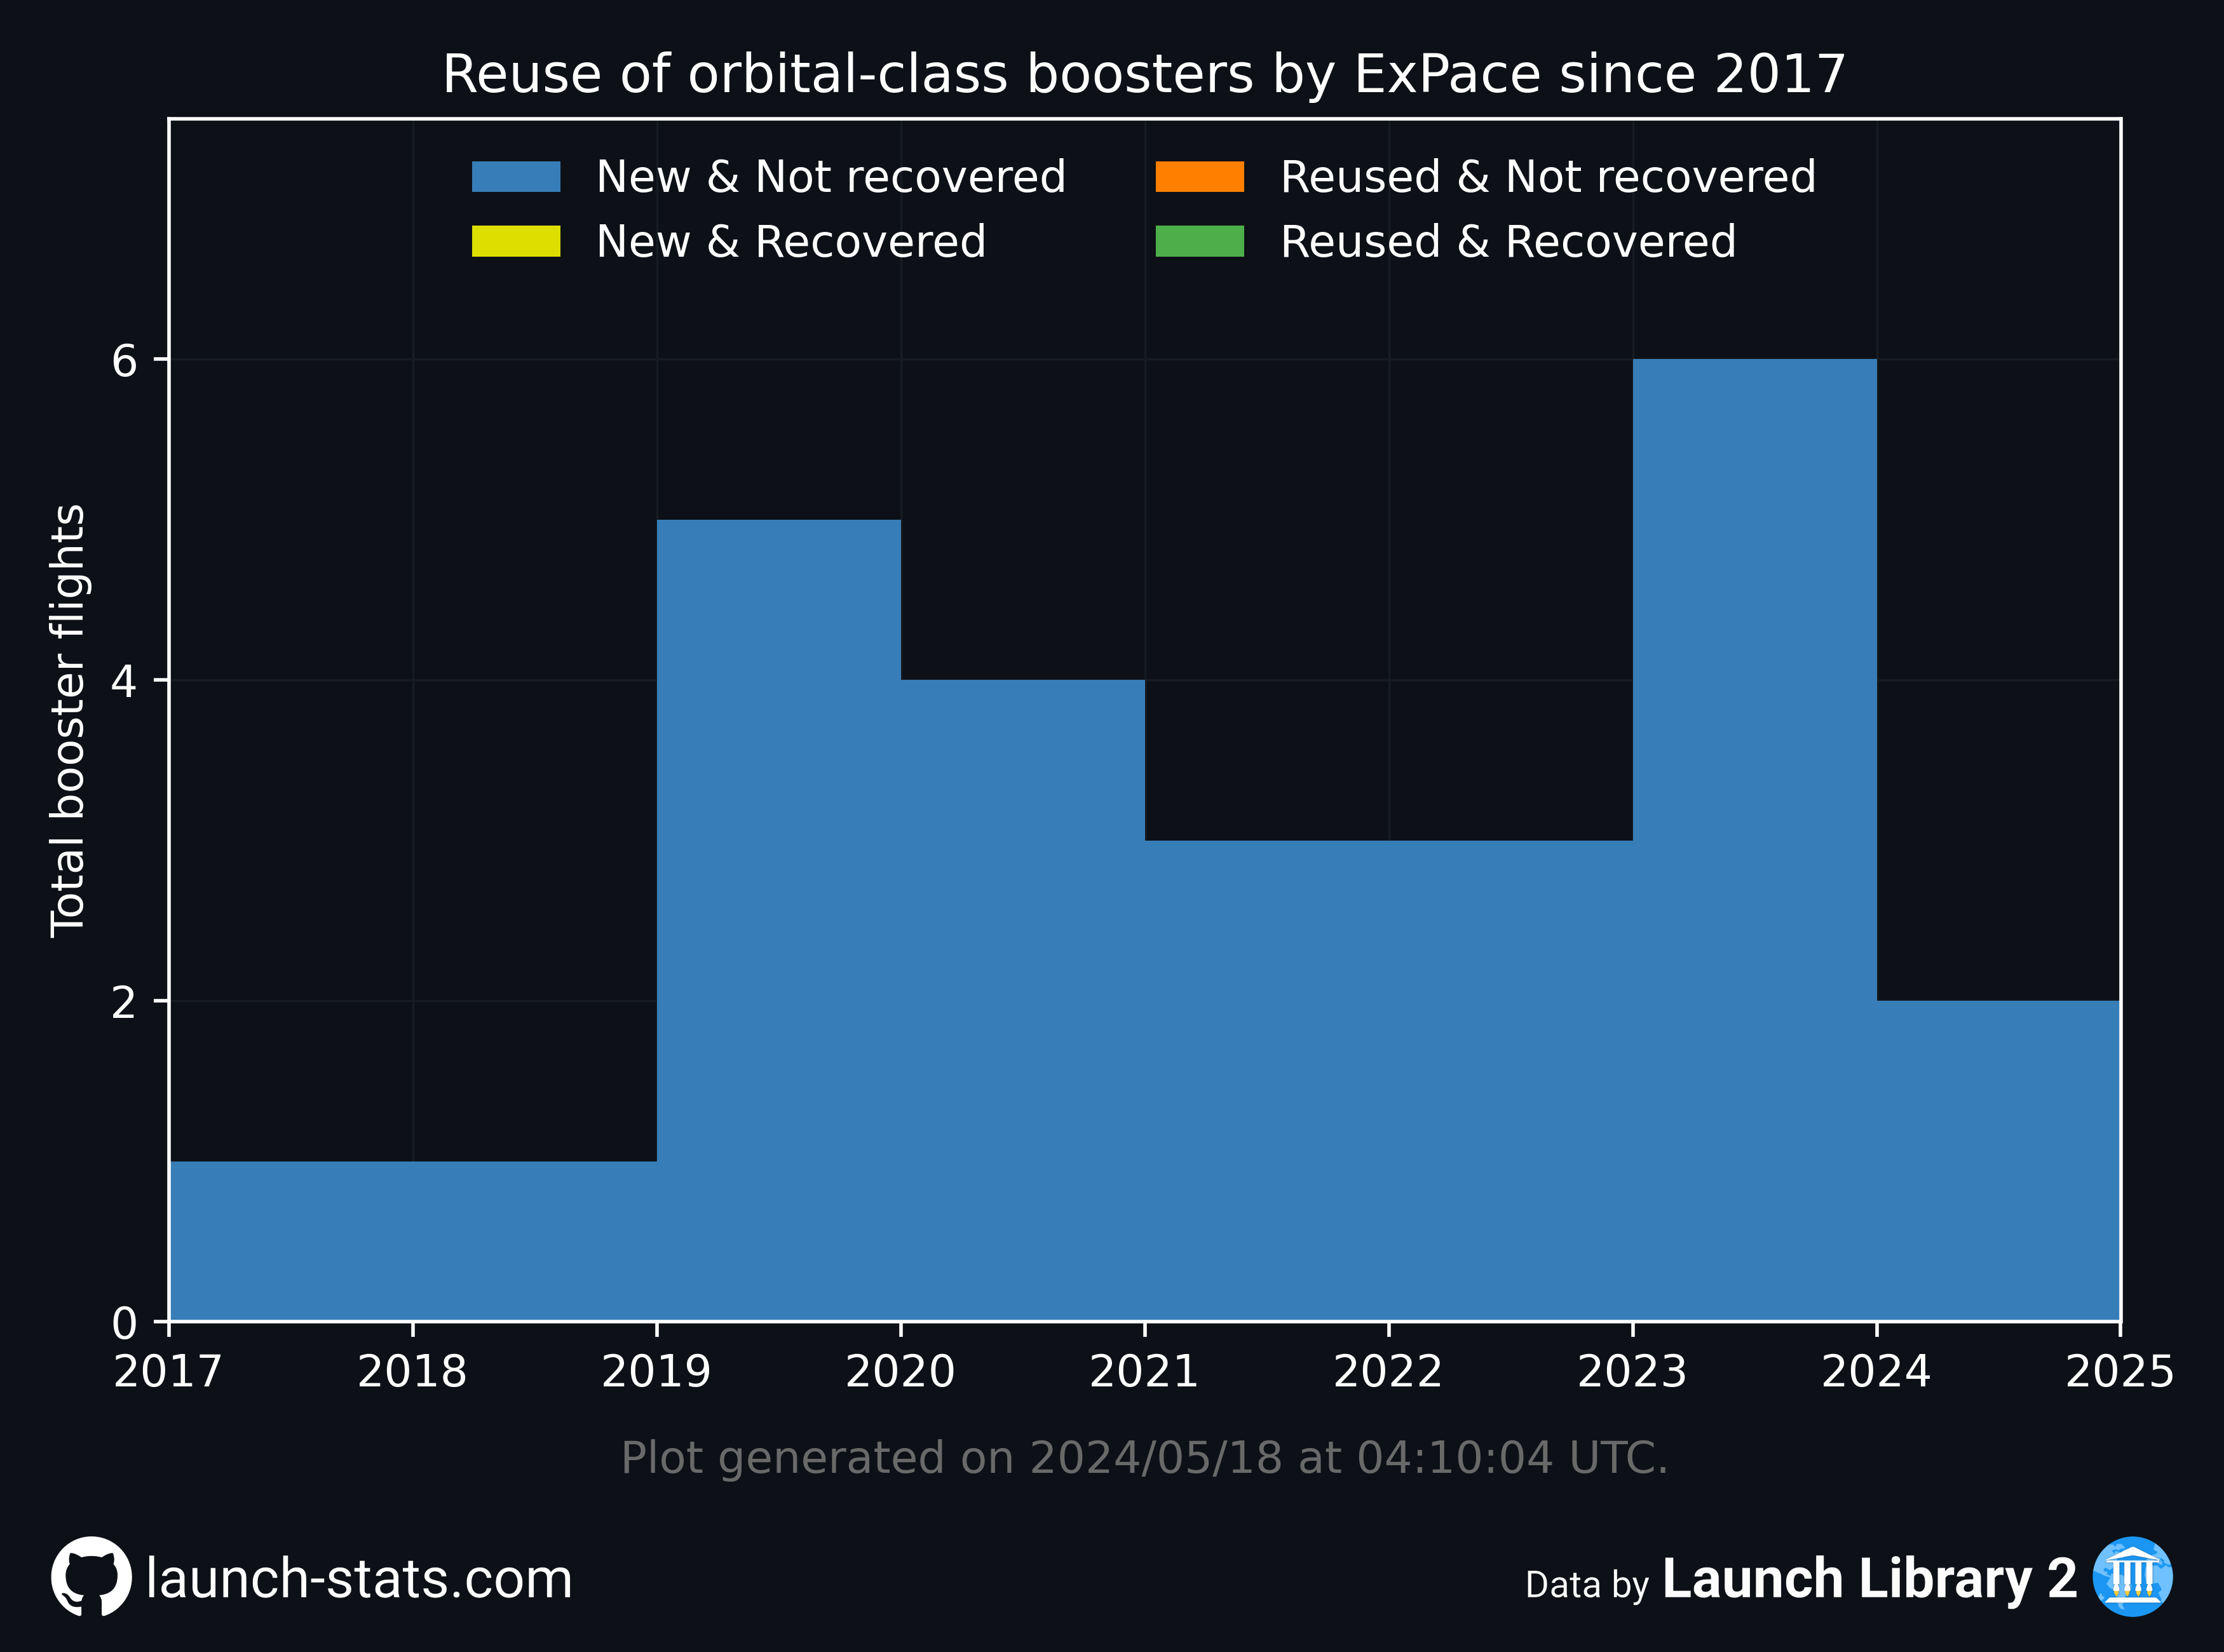 Reuse of orbital-class boosters by ExPace since 2017
New & Not recovered
New & Recovered
Reused & Not recovered
Reused & Recovered
Total booster flights
6
4
2
0
2017 2018 2019 2020 2021 2022 2023 2024 2025
Plot generated on 2024/05/18 at 04:10:04 UTC.
launch-stats.com
Data by Launch Library 2